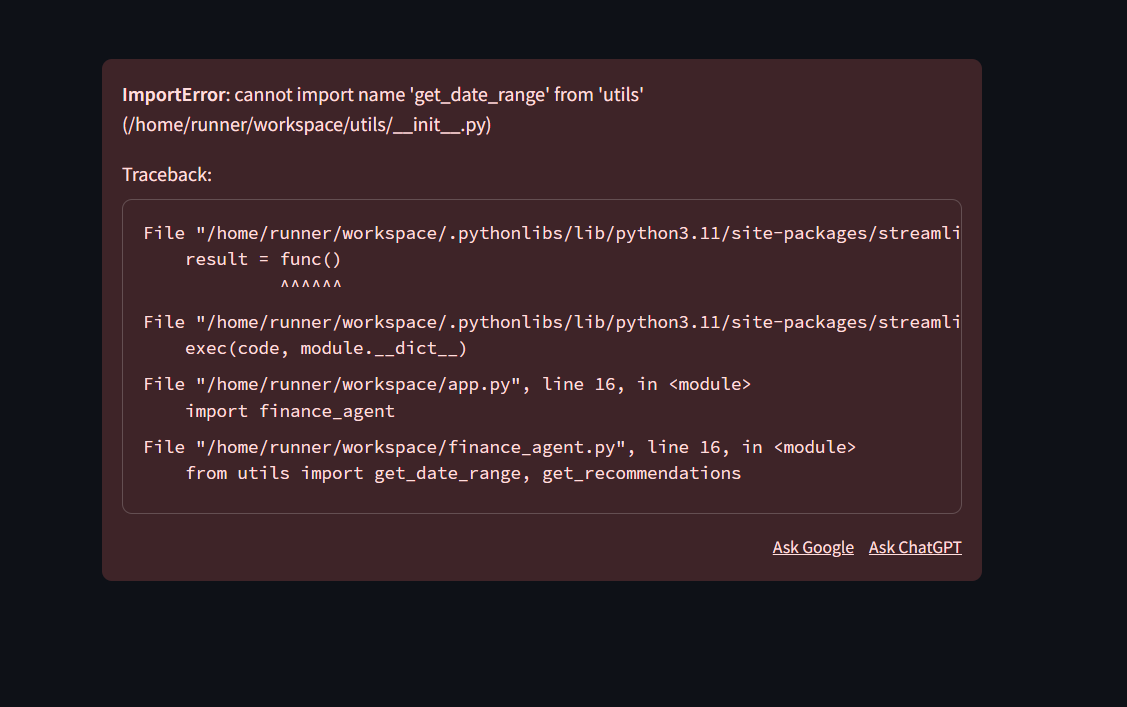 ImportError: cannot import name 'get_date_range' from 'utils'
(/home/runner/workspace/utils/__init__.py)
Traceback:
File "/home/runner/workspace/.pythonlibs/lib/python3.11/site-packages/streamli
result = func()
^^^^^^
File "/home/runner/workspace/.pythonlibs/lib/python3.11/site-packages/streamli
exec(code, module.__dict__)
File "/home/runner/workspace/app.py", line 16, in <module>
import finance_agent
File "/home/runner/workspace/finance_agent.py", line 16, in <module>
from utils import get_date_range, get_recommendations
Ask Google Ask ChatGPT